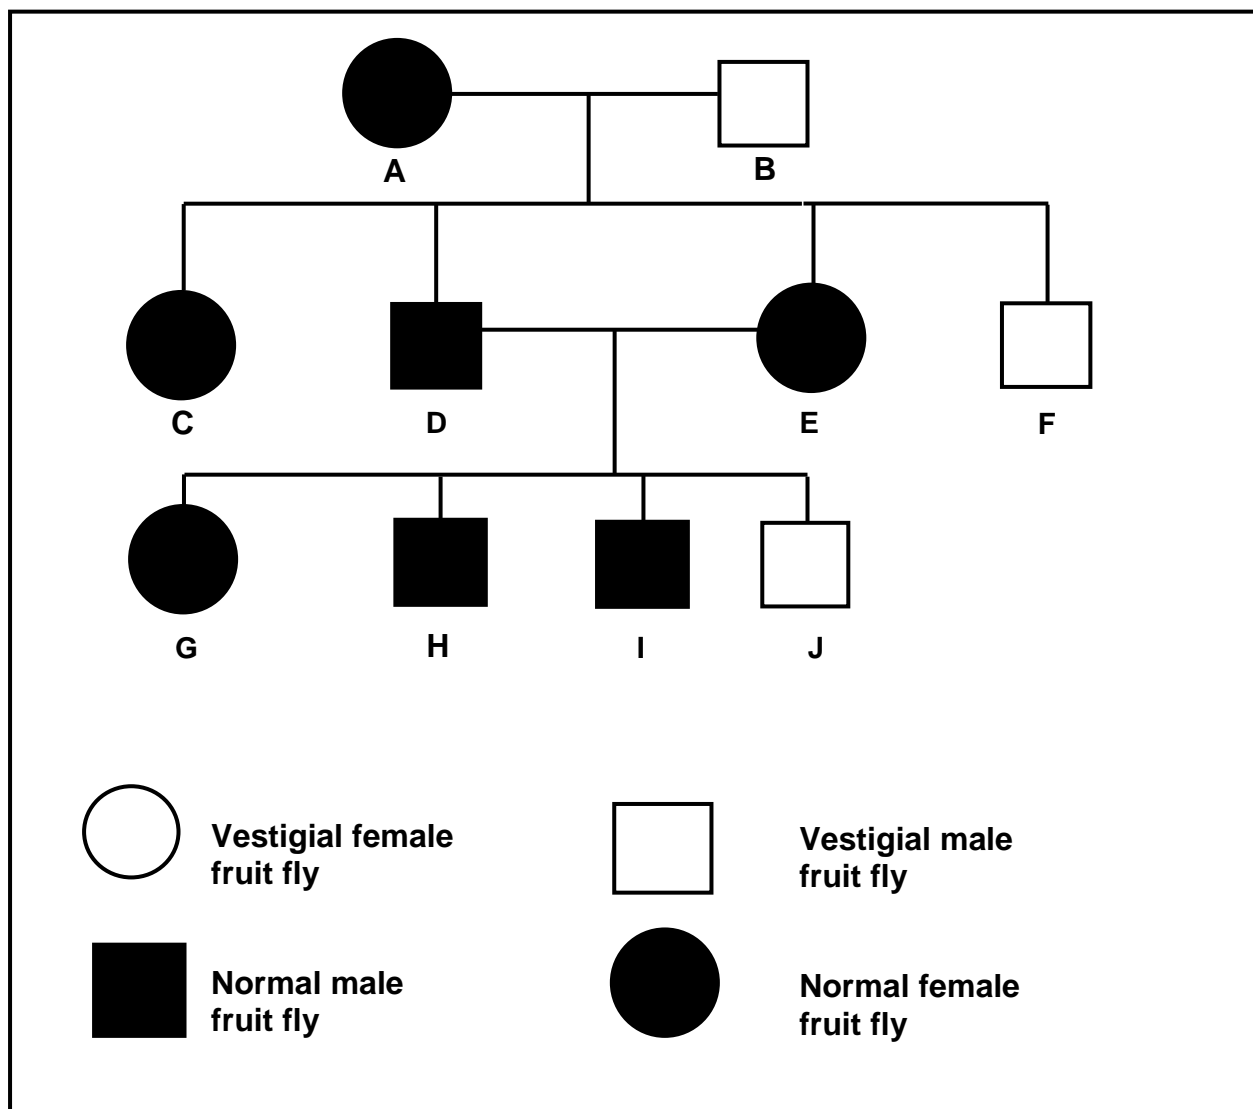 A
B
C
D
E
F
G
H
I
J
Vestigial female
fruit fly
Vestigial male
fruit fly
Normal male
fruit fly
Normal female
fruit fly